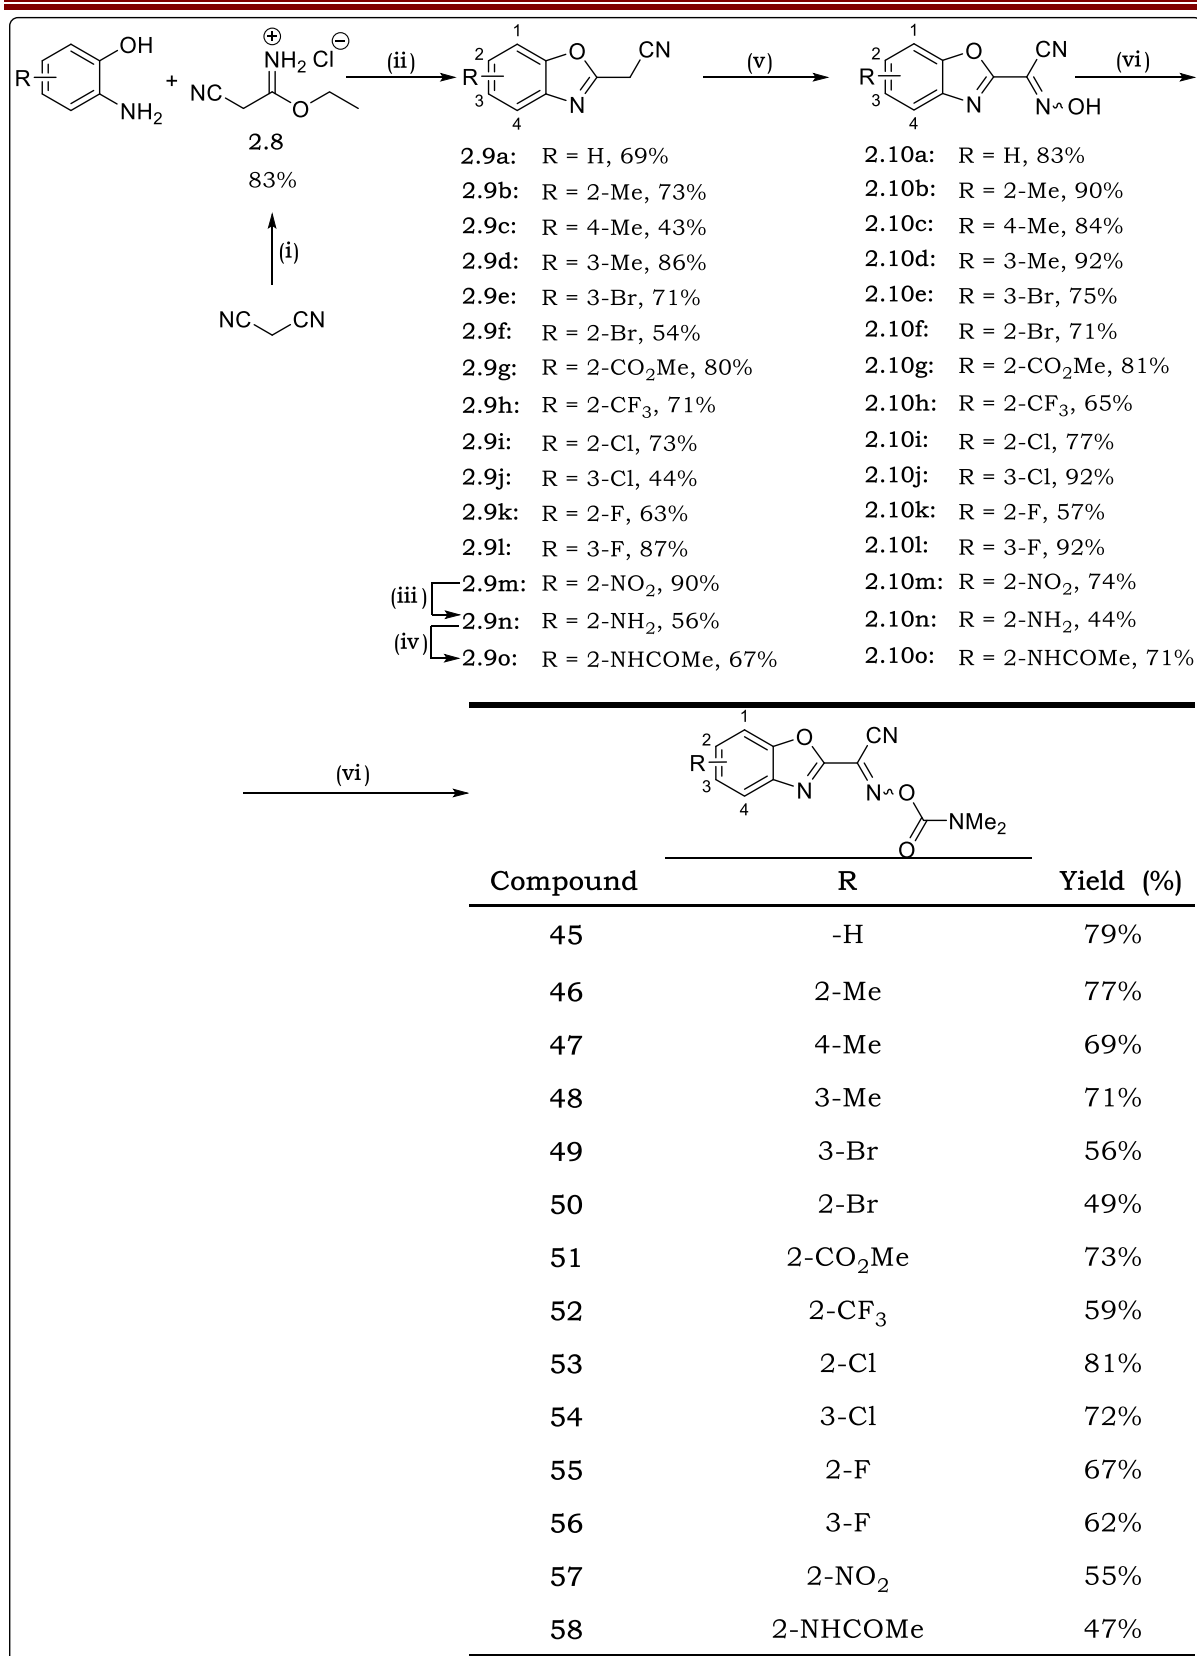 R OH NH₂ + NC ⊕ NH₂ Cl⊖ O (ii) R 1 2 3 4 O N CN (v) R 1 2 3 4 O N CN N OH (vi)
2.8
83%
(i)
NC CN
2.9a: R = H, 69%
2.9b: R = 2-Me, 73%
2.9c: R = 4-Me, 43%
2.9d: R = 3-Me, 86%
2.9e: R = 3-Br, 71%
2.9f: R = 2-Br, 54%
2.9g: R = 2-CO₂Me, 80%
2.9h: R = 2-CF₃, 71%
2.9i: R = 2-Cl, 73%
2.9j: R = 3-Cl, 44%
2.9k: R = 2-F, 63%
2.9l: R = 3-F, 87%
2.9m: R = 2-NO₂, 90%
(iii)
2.9n: R = 2-NH₂, 56%
(iv)
2.9o: R = 2-NHCOMe, 67%
2.10a: R = H, 83%
2.10b: R = 2-Me, 90%
2.10c: R = 4-Me, 84%
2.10d: R = 3-Me, 92%
2.10e: R = 3-Br, 75%
2.10f: R = 2-Br, 71%
2.10g: R = 2-CO₂Me, 81%
2.10h: R = 2-CF₃, 65%
2.10i: R = 2-Cl, 77%
2.10j: R = 3-Cl, 92%
2.10k: R = 2-F, 57%
2.10l: R = 3-F, 92%
2.10m: R = 2-NO₂, 74%
2.10n: R = 2-NH₂, 44%
2.10o: R = 2-NHCOMe, 71%
(vi)
R 1 2 3 4 O N CN N O O NMe₂
Compound R Yield (%)
45 -H 79%
46 2-Me 77%
47 4-Me 69%
48 3-Me 71%
49 3-Br 56%
50 2-Br 49%
51 2-CO₂Me 73%
52 2-CF₃ 59%
53 2-Cl 81%
54 3-Cl 72%
55 2-F 67%
56 3-F 62%
57 2-NO₂ 55%
58 2-NHCOMe 47%